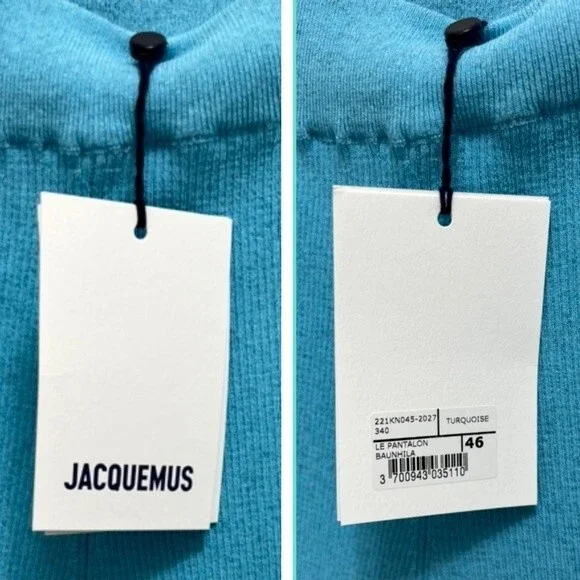 JACQUEMUS
221KN045-2027
340
TURQUOISE
LE PANTALON
BAUNHILA
46
3 700943 035110